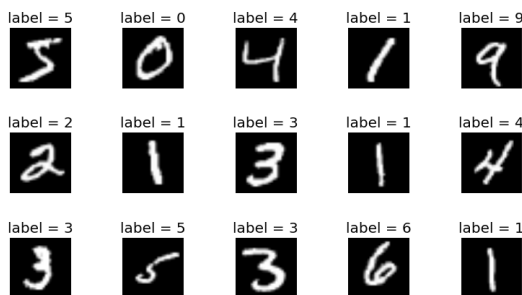 label = 5 label = 0 label = 4 label = 1 label = 9
5 0 4 1 9
label = 2 label = 1 label = 3 label = 1 label = 4
2 1 3 1 4
label = 3 label = 5 label = 3 label = 6 label = 1
3 5 3 6 1